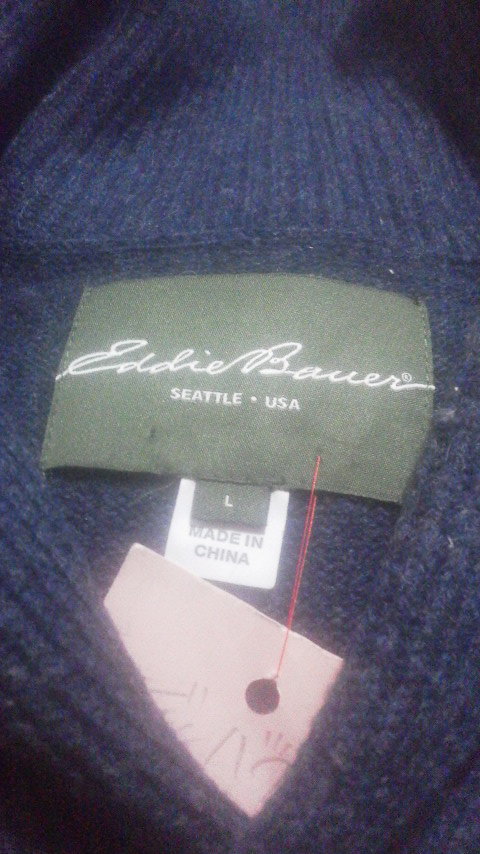 Eddie Bauer®
SEATTLE • USA
L
MADE IN
CHINA